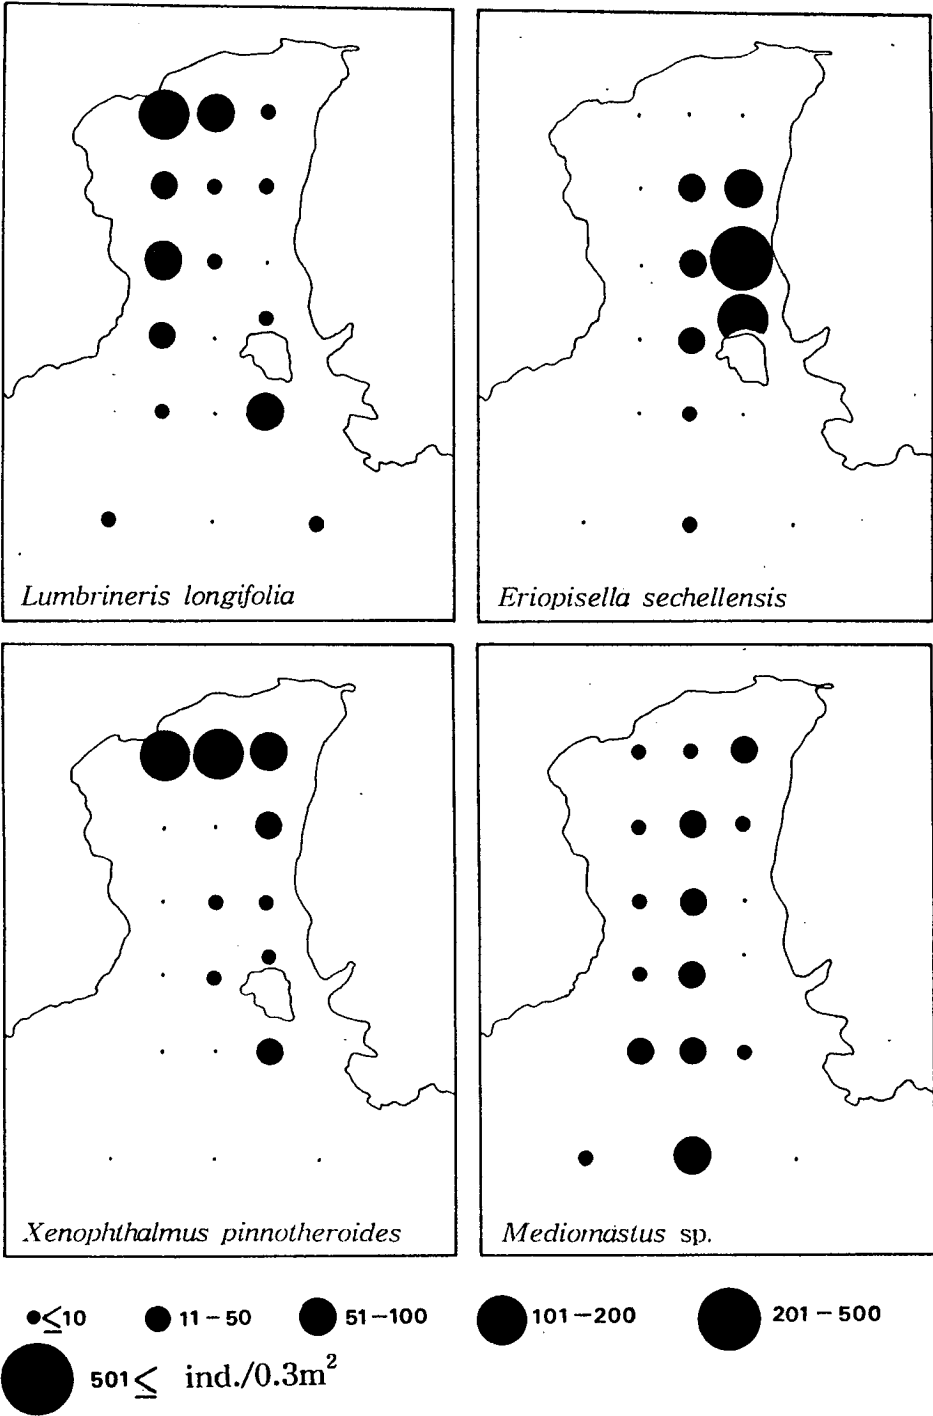 Lumbrineris longifolia
Eriopisella sechellensis
Xenophthalmus pinnotheroides
Mediomastus sp.
≤10 11–50 51–100 101–200 201–500
501≤ ind./0.3m²